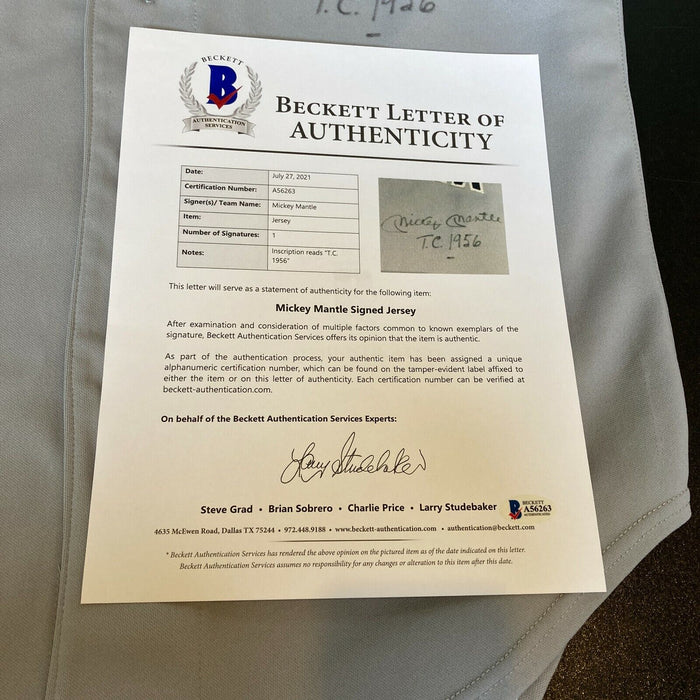 T.C. 1956
BECKETT
B
AUTHENTICATION
SERVICES
BECKETT LETTER OF
AUTHENTICITY
Date: July 27, 2021
Certification Number: A56263
Signer(s)/ Team Name: Mickey Mantle
Item: Jersey
Number of Signatures: 1
Notes: Inscription reads "T.C.
1956"
Mickey Mantle
T.C. 1956
This letter will serve as a statement of authenticity for the following item:
Mickey Mantle Signed Jersey
After examination and consideration of multiple factors common to known exemplars of the
signature, Beckett Authentication Services offers its opinion that the item is authentic.
As part of the authentication process, your authentic item has been assigned a unique
alphanumeric certification number, which can be found on the tamper-evident label affixed to
either the item or on this letter of authenticity. Each certification number can be verified at
beckett-authentication.com.
On behalf of the Beckett Authentication Services Experts:
Larry Studebaker
Steve Grad • Brian Sobrero • Charlie Price • Larry Studebaker
B BECKETT
A56263
AUTHENTICATION
4635 McEwen Road, Dallas TX 75244 • 972.448.9188 • www.beckett-authentication.com • authentication@beckett.com
* Beckett Authentication Services has rendered the above opinion on the pictured item as of the date indicated on this letter.
Beckett Authentication Services assumes no responsibility for any changes or alteration to this item after this date.